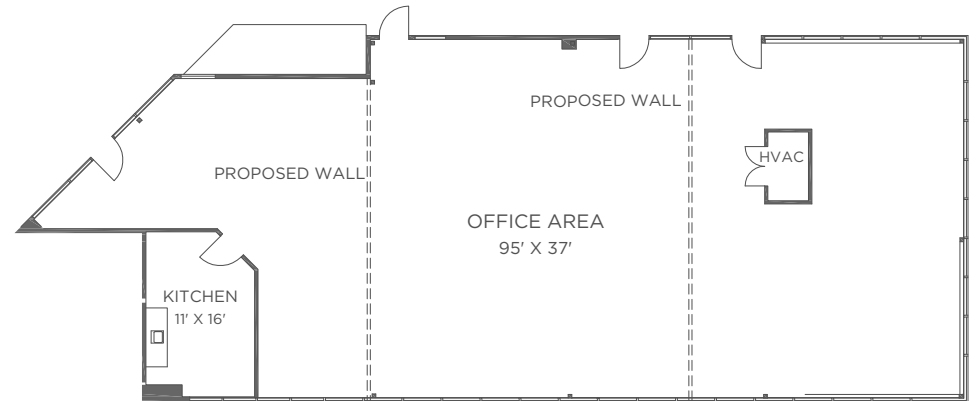 PROPOSED WALL
HVAC
PROPOSED WALL
OFFICE AREA
95' X 37'
KITCHEN
11' X 16'